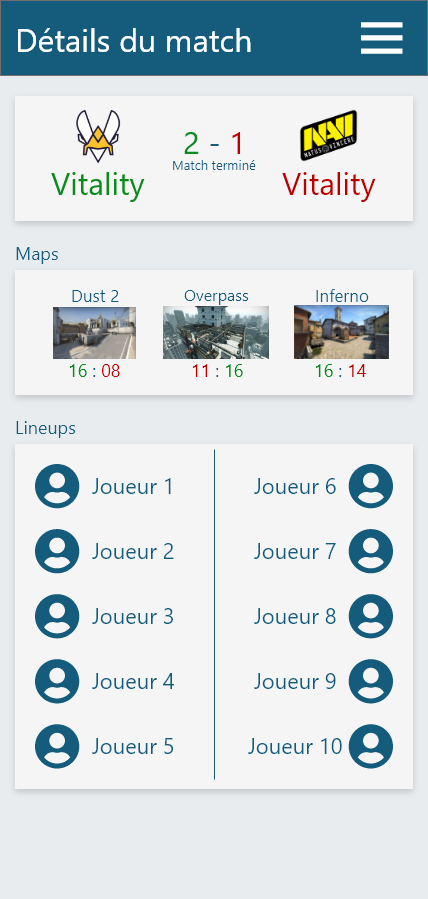 Détails du match
2 - 1
Match terminé
NAVI
NATUS VINCERE
Vitality
Vitality
Maps
Dust 2
Overpass
Inferno
16 : 08
11 : 16
16 : 14
Lineups
Joueur 1
Joueur 6
Joueur 2
Joueur 7
Joueur 3
Joueur 8
Joueur 4
Joueur 9
Joueur 5
Joueur 10